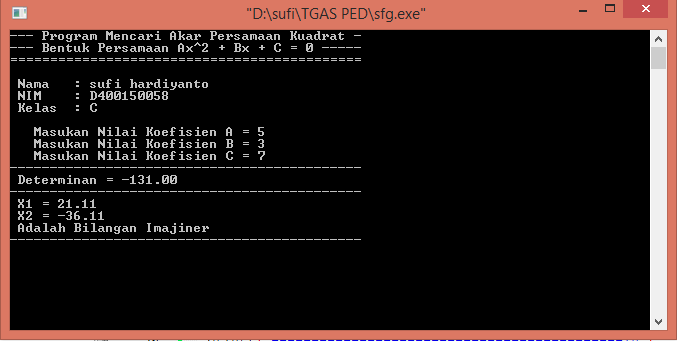 "D:\sufi\TGAS PED\sfg.exe"
--- Program Mencari Akar Persamaan Kuadrat -
--- Bentuk Persamaan Ax^2 + Bx + C = 0 -----
============================================
Nama : sufi hardiyanto
NIM : D400150058
Kelas : C
Masukan Nilai Koefisien A = 5
Masukan Nilai Koefisien B = 3
Masukan Nilai Koefisien C = 7
--------------------------------------------
Determinan = -131.00
--------------------------------------------
X1 = 21.11
X2 = -36.11
Adalah Bilangan Imajiner
--------------------------------------------